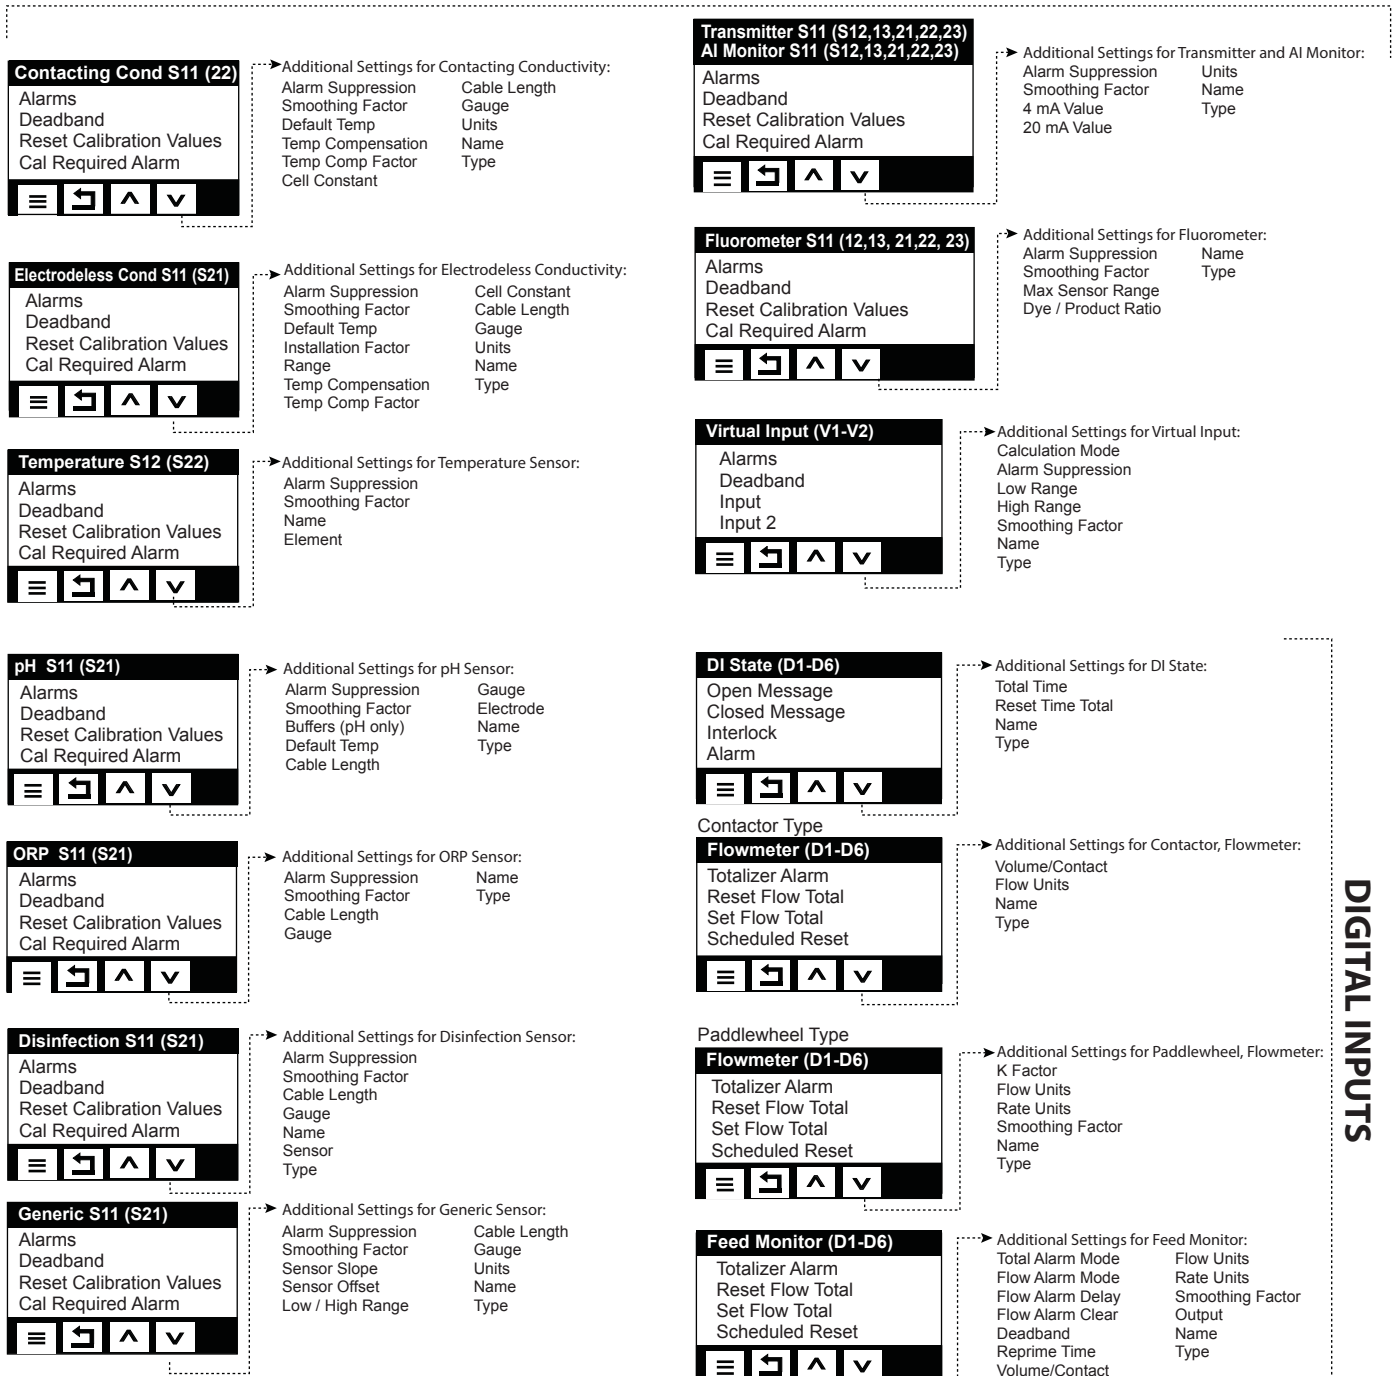 Contacting Cond S11 (22)
Alarms
Deadband
Reset Calibration Values
Cal Required Alarm
Additional Settings for Contacting Conductivity:
Alarm Suppression
Smoothing Factor
Default Temp
Temp Compensation
Temp Comp Factor
Cell Constant
Cable Length
Gauge
Units
Name
Type
Electrodeless Cond S11 (S21)
Alarms
Deadband
Reset Calibration Values
Cal Required Alarm
Additional Settings for Electrodeless Conductivity:
Alarm Suppression
Smoothing Factor
Default Temp
Installation Factor
Range
Temp Compensation
Temp Comp Factor
Cell Constant
Cable Length
Gauge
Units
Name
Type
Temperature S12 (S22)
Alarms
Deadband
Reset Calibration Values
Cal Required Alarm
Additional Settings for Temperature Sensor:
Alarm Suppression
Smoothing Factor
Name
Element
pH S11 (S21)
Alarms
Deadband
Reset Calibration Values
Cal Required Alarm
Additional Settings for pH Sensor:
Alarm Suppression
Smoothing Factor
Buffers (pH only)
Default Temp
Cable Length
Gauge
Electrode
Name
Type
ORP S11 (S21)
Alarms
Deadband
Reset Calibration Values
Cal Required Alarm
Additional Settings for ORP Sensor:
Alarm Suppression
Smoothing Factor
Cable Length
Gauge
Name
Type
Disinfection S11 (S21)
Alarms
Deadband
Reset Calibration Values
Cal Required Alarm
Additional Settings for Disinfection Sensor:
Alarm Suppression
Smoothing Factor
Cable Length
Gauge
Name
Sensor
Type
Generic S11 (S21)
Alarms
Deadband
Reset Calibration Values
Cal Required Alarm
Additional Settings for Generic Sensor:
Alarm Suppression
Smoothing Factor
Sensor Slope
Sensor Offset
Low / High Range
Cable Length
Gauge
Units
Name
Type
Transmitter S11 (S12,13,21,22,23)
AI Monitor S11 (S12,13,21,22,23)
Alarms
Deadband
Reset Calibration Values
Cal Required Alarm
Additional Settings for Transmitter and AI Monitor:
Alarm Suppression
Smoothing Factor
4 mA Value
20 mA Value
Units
Name
Type
Fluorometer S11 (12,13, 21,22, 23)
Alarms
Deadband
Reset Calibration Values
Cal Required Alarm
Additional Settings for Fluorometer:
Alarm Suppression
Smoothing Factor
Max Sensor Range
Dye / Product Ratio
Name
Type
Virtual Input (V1-V2)
Alarms
Deadband
Input
Input 2
Additional Settings for Virtual Input:
Calculation Mode
Alarm Suppression
Low Range
High Range
Smoothing Factor
Name
Type
DIGITAL INPUTS
DI State (D1-D6)
Open Message
Closed Message
Interlock
Alarm
Additional Settings for DI State:
Total Time
Reset Time Total
Name
Type
Contactor Type
Flowmeter (D1-D6)
Totalizer Alarm
Reset Flow Total
Set Flow Total
Scheduled Reset
Additional Settings for Contactor, Flowmeter:
Volume/Contact
Flow Units
Name
Type
Paddlewheel Type
Flowmeter (D1-D6)
Totalizer Alarm
Reset Flow Total
Set Flow Total
Scheduled Reset
Additional Settings for Paddlewheel, Flowmeter:
K Factor
Flow Units
Rate Units
Smoothing Factor
Name
Type
Feed Monitor (D1-D6)
Totalizer Alarm
Reset Flow Total
Set Flow Total
Scheduled Reset
Additional Settings for Feed Monitor:
Total Alarm Mode
Flow Alarm Mode
Flow Alarm Delay
Flow Alarm Clear
Deadband
Reprime Time
Volume/Contact
Flow Units
Rate Units
Smoothing Factor
Output
Name
Type